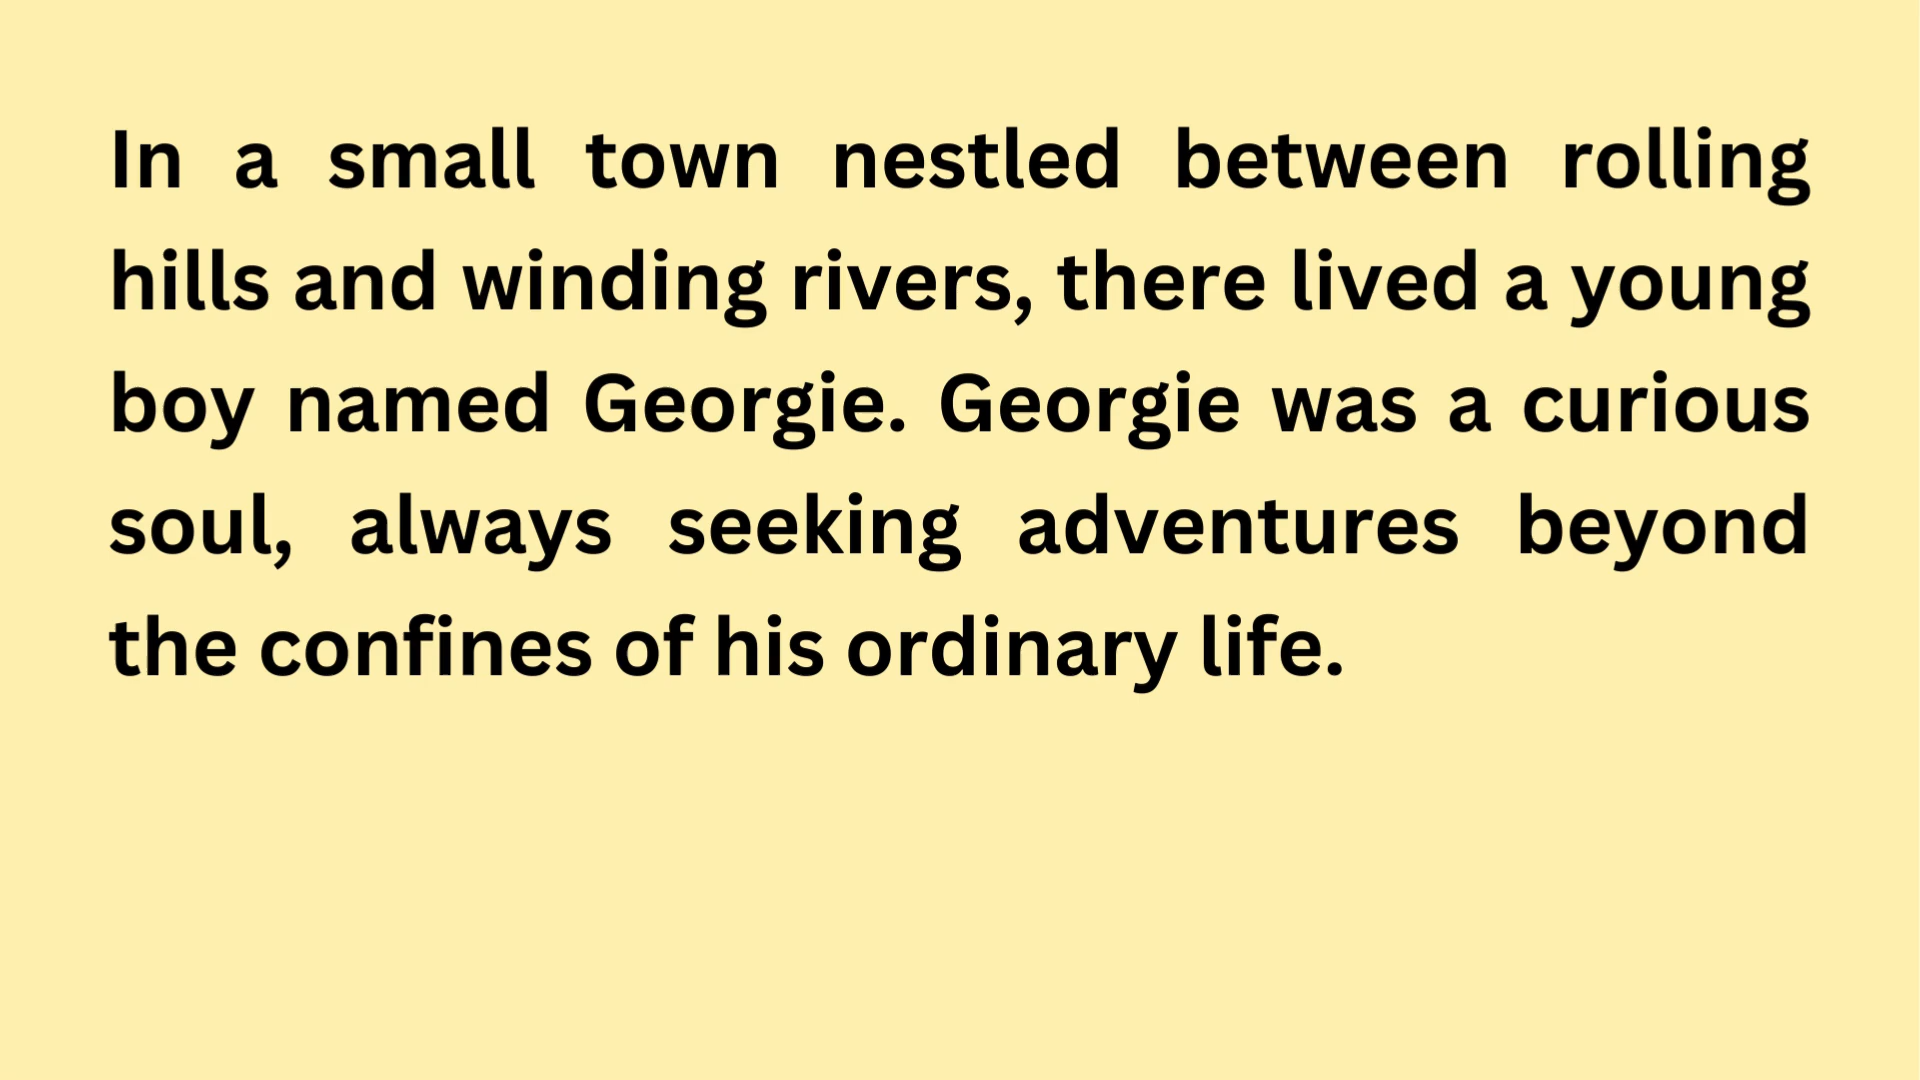 In a small town nestled between rolling
hills and winding rivers, there lived a young
boy named Georgie. Georgie was a curious
soul, always seeking adventures beyond
the confines of his ordinary life.